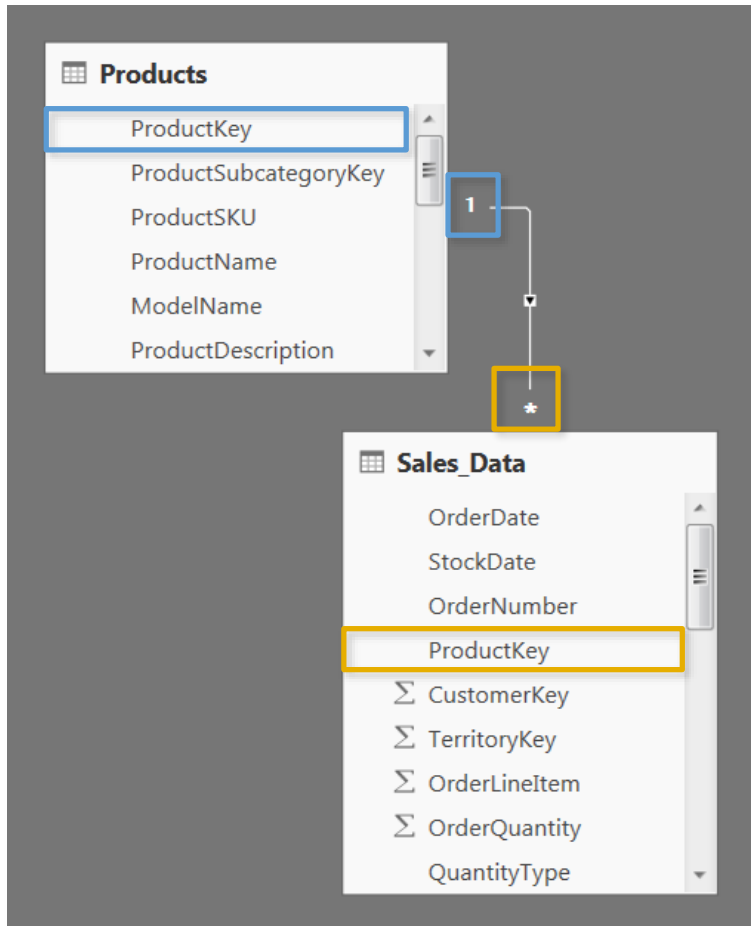 Products
ProductKey
ProductSubcategoryKey
ProductSKU
ProductName
ModelName
ProductDescription
1
*
Sales_Data
OrderDate
StockDate
OrderNumber
ProductKey
Σ CustomerKey
Σ TerritoryKey
Σ OrderLineItem
Σ OrderQuantity
QuantityType